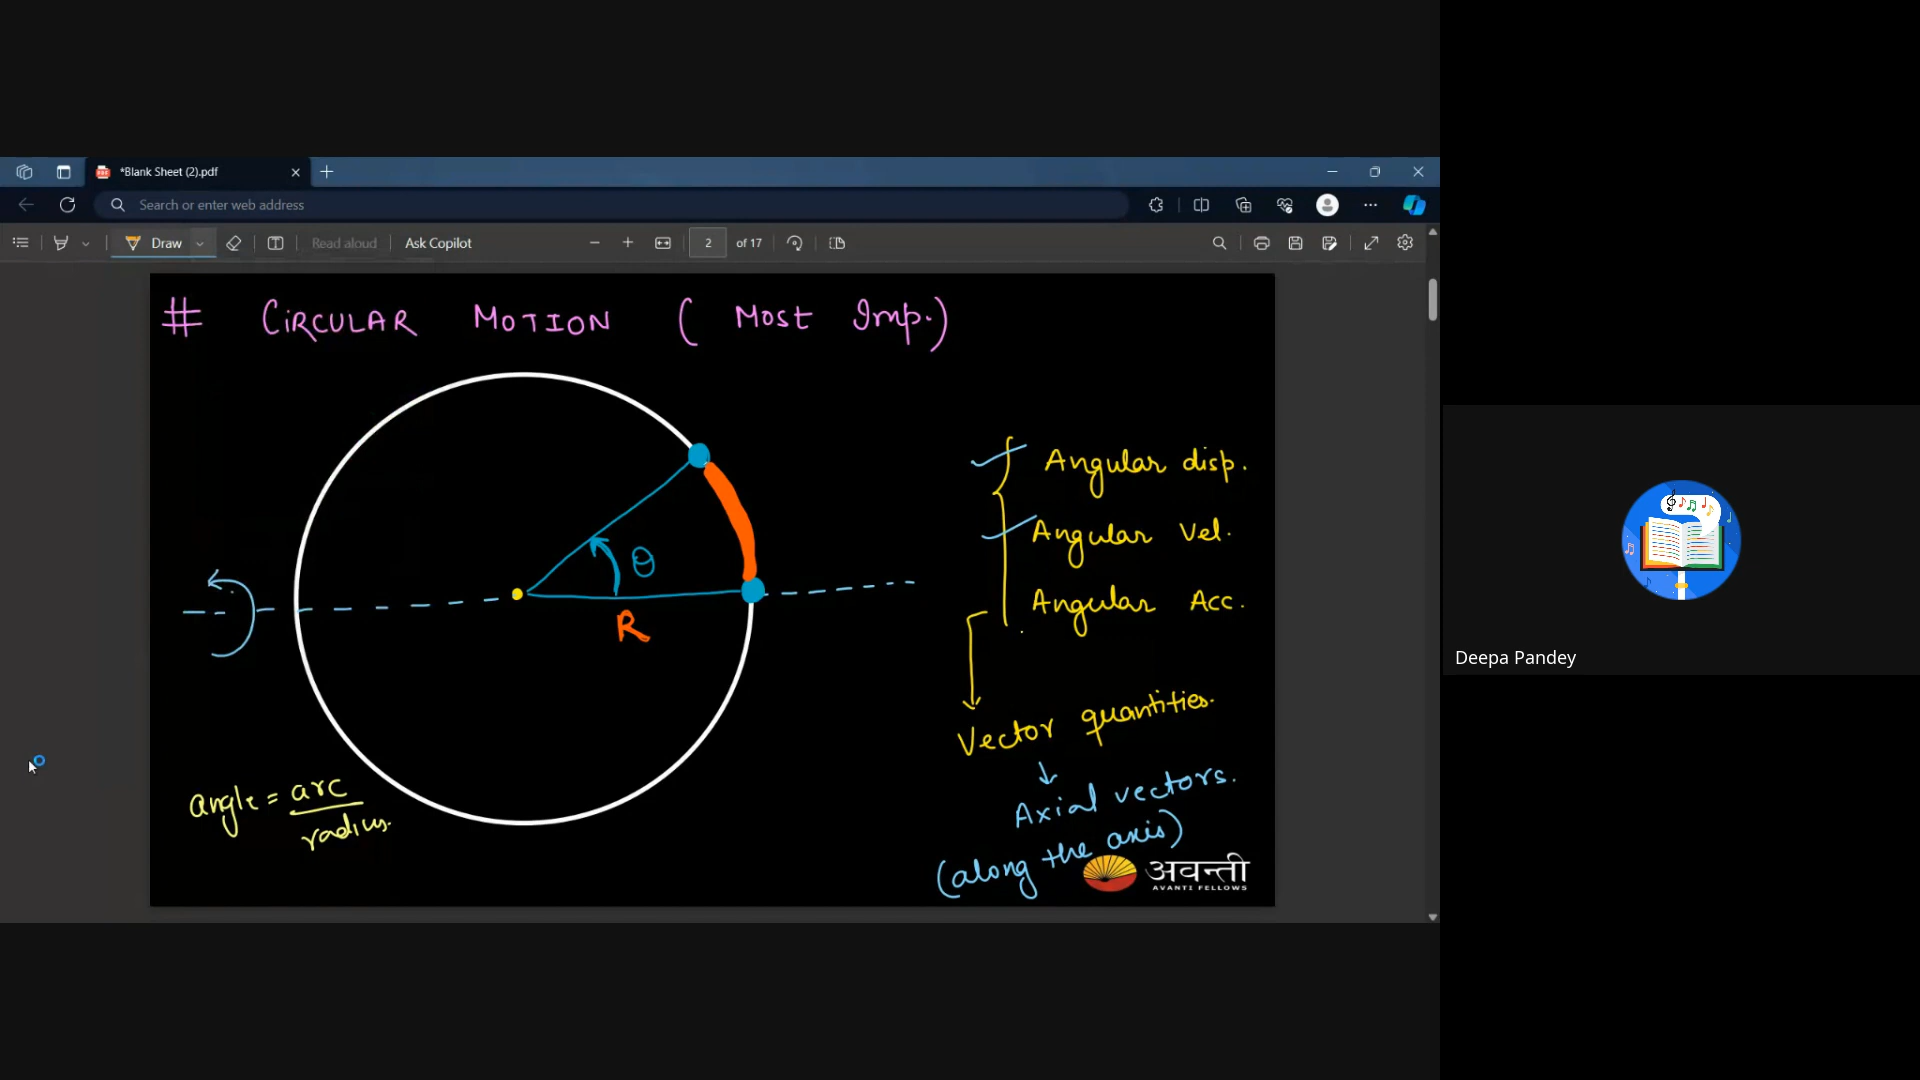 *Blank Sheet (2).pdf
Search or enter web address
Draw
Read aloud
Ask Copilot
2 of 17
# CIRCULAR MOTION ( Most Imp.)
Angular disp.
Angular Vel.
θ
Angular Acc.
R
Vector quantities.
Axial vectors.
(along the axis)
angle = arc
radius.
अवन्ती
AVANTI FELLOWS
Deepa Pandey